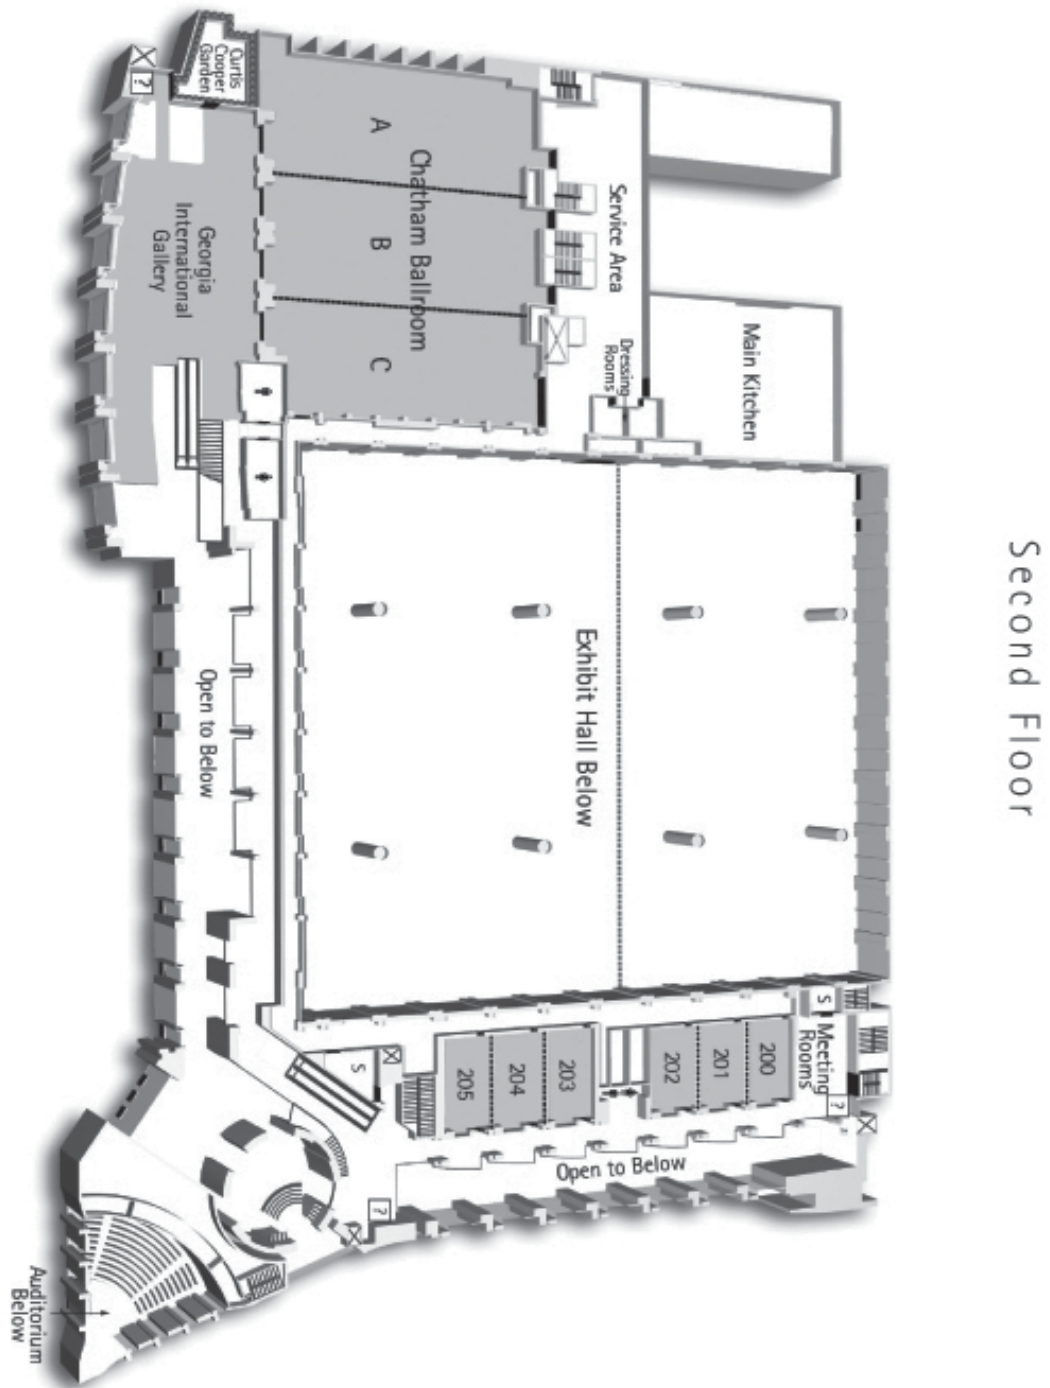 Second Floor
Main Kitchen
Service Area
Dressing
Rooms
Chatham Ballroom
A
B
C
Curtis
Cooper
Garden
?
Georgia
International
Gallery
Exhibit Hall Below
Open to Below
S
Meeting
Rooms
?
200
201
202
203
204
205
S
Open to Below
?
Auditorium
Below